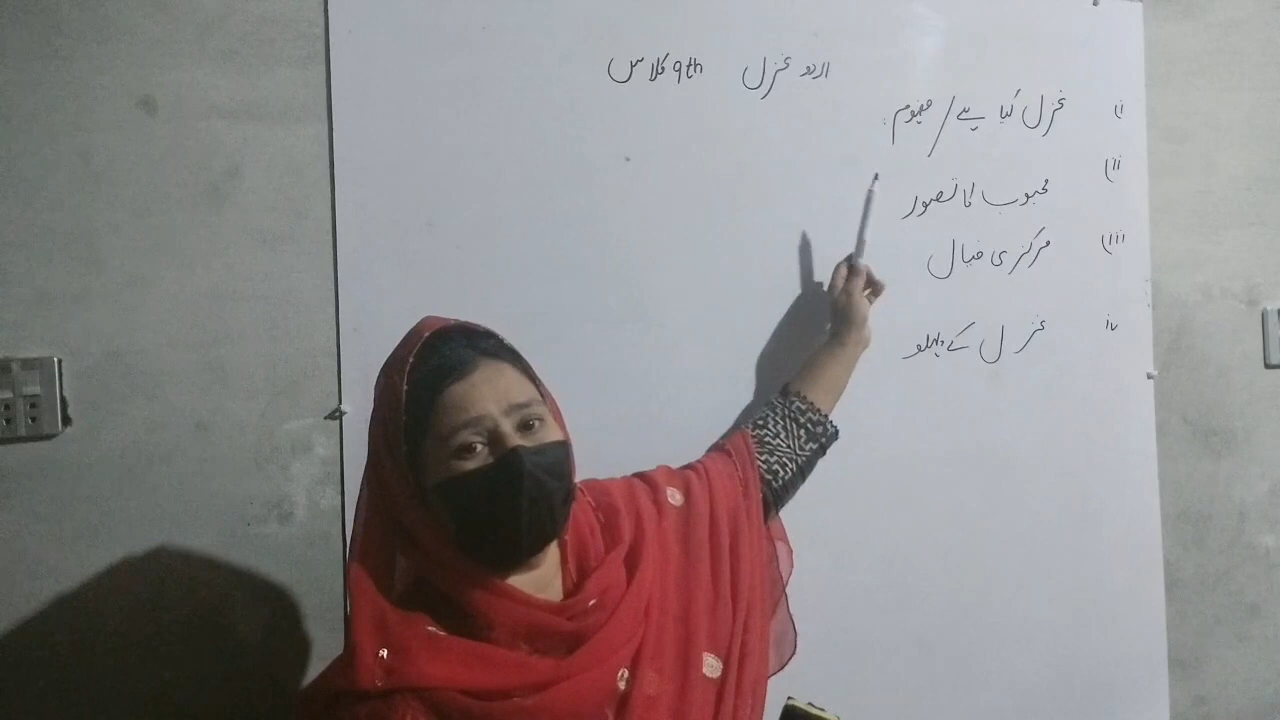 اردو غزل 9th کلاس
(i غزل کیا ہے / مفہوم :
(ii محبوب کا تصور
(iii مرکزی خیال
iv غزل کے پہلو